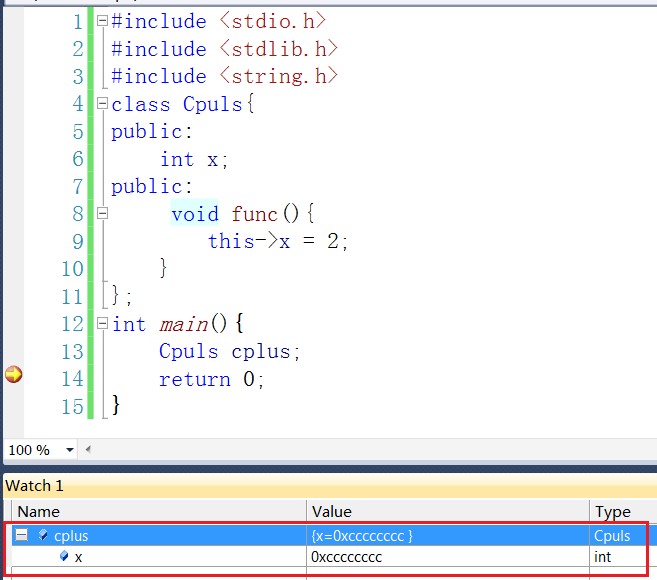 1 #include <stdio.h>
2 #include <stdlib.h>
3 #include <string.h>
4 class Cpuls{
5 public:
6     int x;
7 public:
8      void func(){
9         this->x = 2;
10     }
11 };
12 int main(){
13     Cpuls cplus;
14     return 0;
15 }
100 %
Watch 1
Name Value Type
cplus {x=0xcccccccc } Cpuls
x 0xcccccccc int